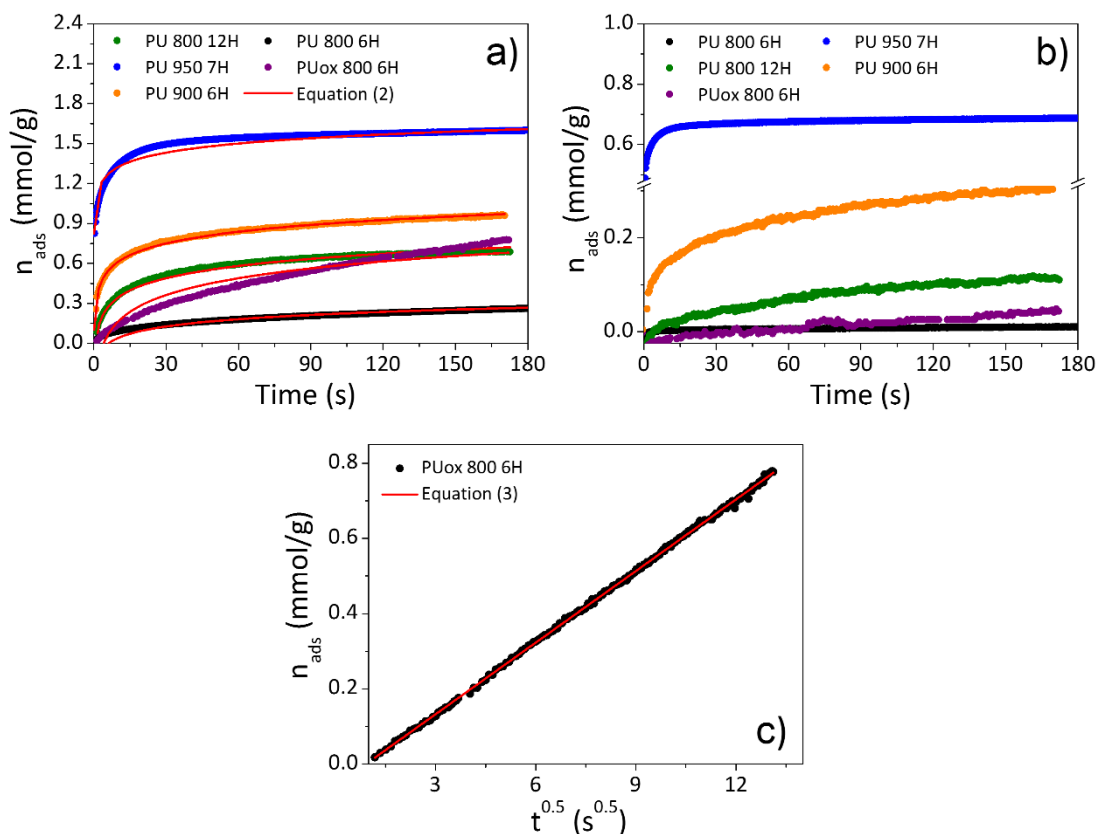 a)
PU 800 12H
PU 800 6H
PU 950 7H
PUox 800 6H
PU 900 6H
Equation (2)
n_ads (mmol/g)
2.4
2.1
1.8
1.5
1.2
0.9
0.6
0.3
0.0
0 30 60 90 120 150 180
Time (s)
b)
PU 800 6H
PU 950 7H
PU 800 12H
PU 900 6H
PUox 800 6H
n_ads (mmol/g)
1.0
0.8
0.6
0.2
0.0
0 30 60 90 120 150 180
Time (s)
PUox 800 6H
Equation (3)
n_ads (mmol/g)
0.8
0.6
0.4
0.2
0.0
c)
3 6 9 12
t^0.5 (s^0.5)